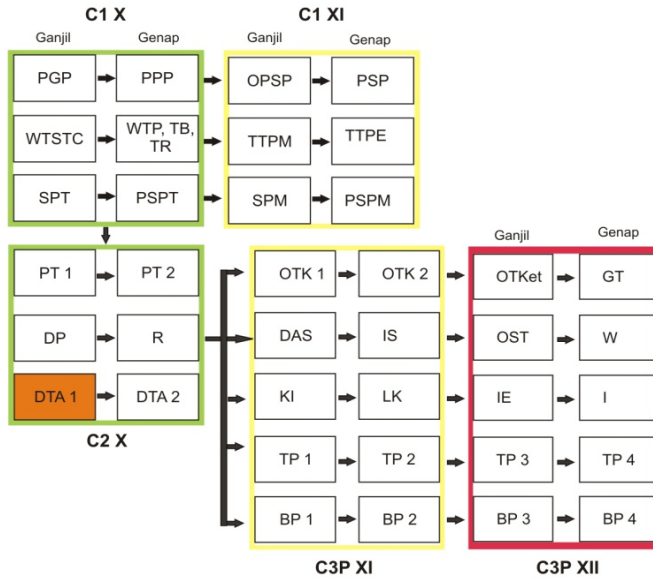 C1 X
C1 XI
Ganjil
Genap
Ganjil
Genap
PGP
PPP
OPSP
PSP
WTSTC
WTP, TB,
TR
TTPM
TTPE
SPT
PSPT
SPM
PSPM
Ganjil
Genap
PT 1
PT 2
OTK 1
OTK 2
OTKet
GT
DP
R
DAS
IS
OST
W
DTA 1
DTA 2
KI
LK
IE
I
C2 X
TP 1
TP 2
TP 3
TP 4
BP 1
BP 2
BP 3
BP 4
C3P XI
C3P XII